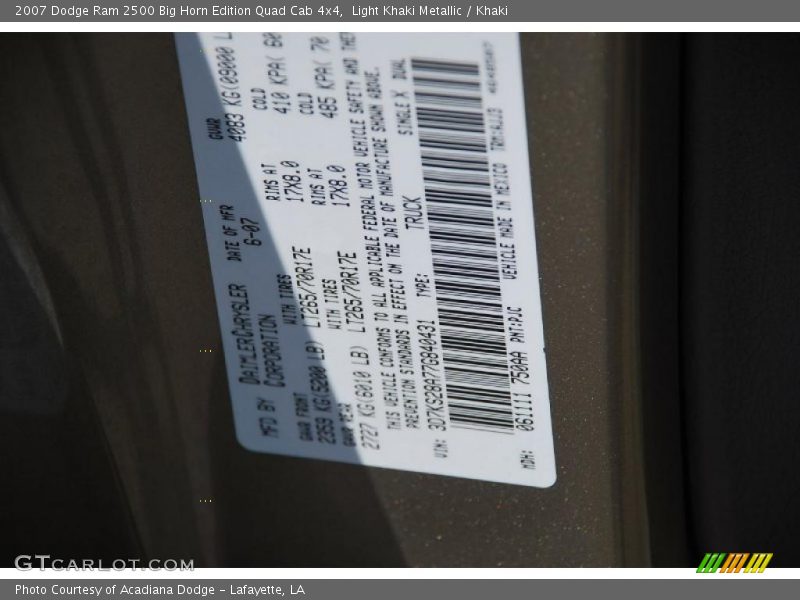 2007 Dodge Ram 2500 Big Horn Edition Quad Cab 4x4, Light Khaki Metallic / Khaki
MFD BY DAIMLERCHRYSLER CORPORATION
DATE OF MFR 6-07
GVWR 4083 KG(09000 L
GAWR FRONT WITH TIRES RIMS AT COLD
2359 KG(5200 LB) LT265/70R17E 17X8.0 410 KPA( 60
GAWR REAR WITH TIRES RIMS AT COLD
2727 KG(6010 LB) LT265/70R17E 17X8.0 485 KPA( 70
THIS VEHICLE CONFORMS TO ALL APPLICABLE FEDERAL MOTOR VEHICLE SAFETY AND THE
PREVENTION STANDARDS IN EFFECT ON THE DATE OF MANUFACTURE SHOWN ABOVE.
VIN: 3D7KS28A77G840431 TYPE: TRUCK SINGLE X DUAL
MDH: 061111 750AA PNT:PJC VEHICLE MADE IN MEXICO
GTCARLOT.COM
Photo Courtesy of Acadiana Dodge - Lafayette, LA